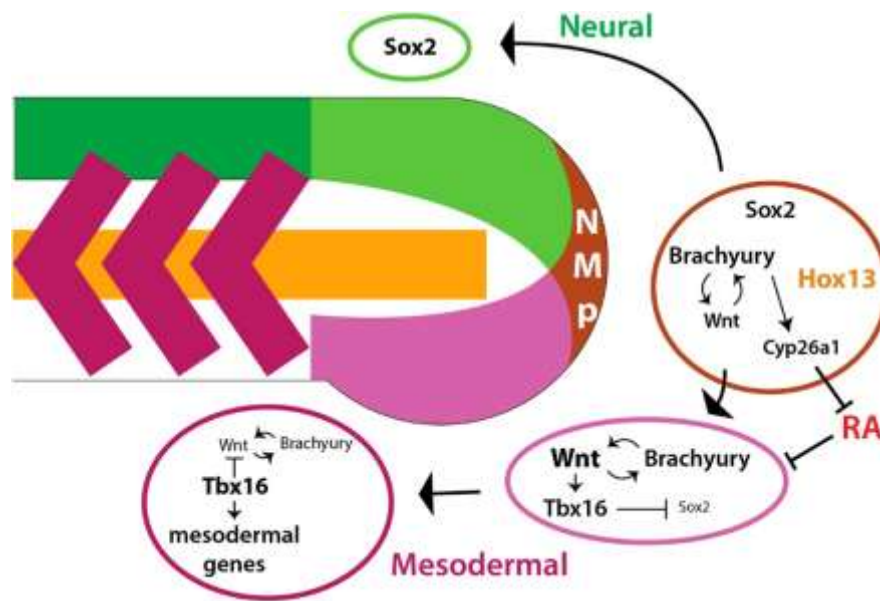 Neural
Sox2
N
M
p
Sox2
Brachyury
Hox13
Wnt
Cyp26a1
RA
Wnt
Brachyury
Tbx16
Sox2
Wnt
Brachyury
Tbx16
mesodermal
genes
Mesodermal